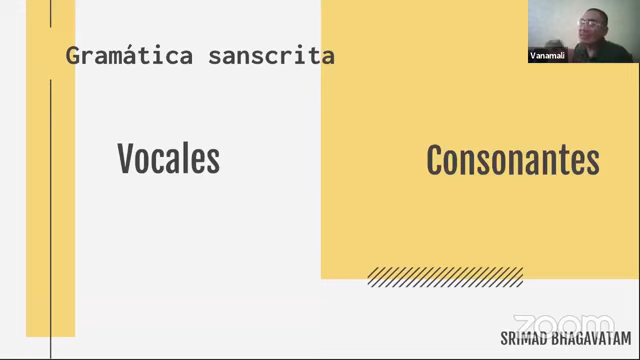 Gramática sanscrita
Vanamali
Vocales
Consonantes
zoom
SRIMAD BHAGAVATAM